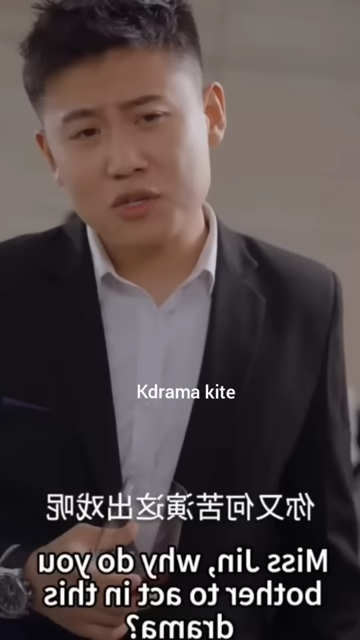 Kdrama kite
你又何苦演这出戏呢
Miss Jin, why do you
bother to act in this
drama?